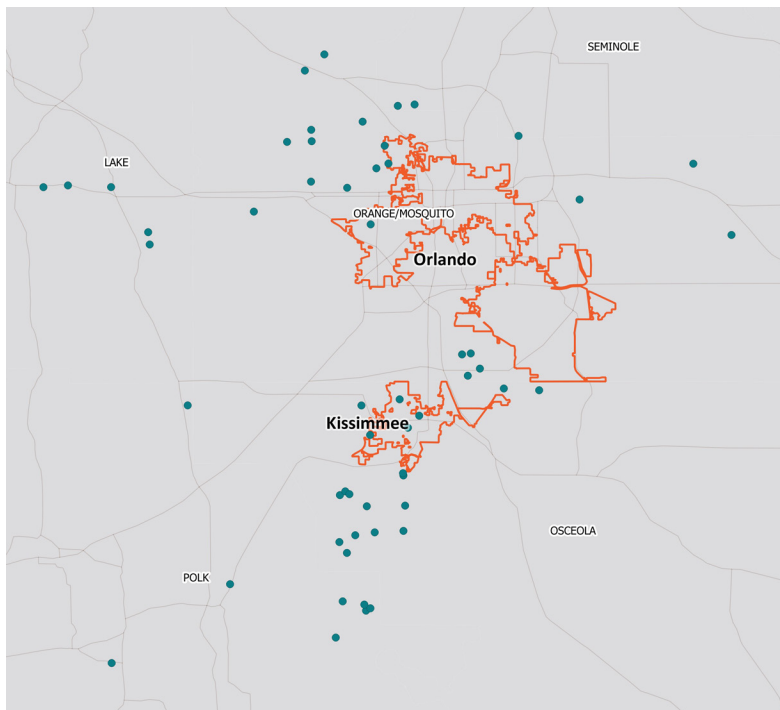 SEMINOLE
LAKE
ORANGE/MOSQUITO
Orlando
Kissimmee
OSCEOLA
POLK